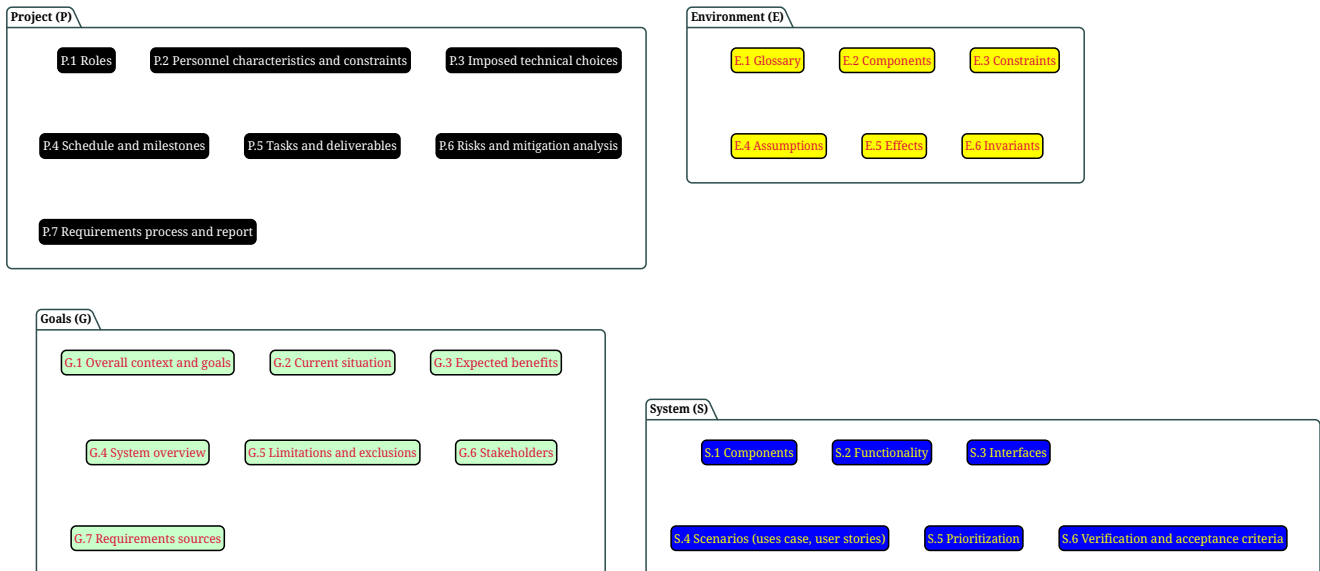 Project (P)
P.1 Roles
P.2 Personnel characteristics and constraints
P.3 Imposed technical choices
P.4 Schedule and milestones
P.5 Tasks and deliverables
P.6 Risks and mitigation analysis
P.7 Requirements process and report
Environment (E)
E.1 Glossary
E.2 Components
E.3 Constraints
E.4 Assumptions
E.5 Effects
E.6 Invariants
Goals (G)
G.1 Overall context and goals
G.2 Current situation
G.3 Expected benefits
G.4 System overview
G.5 Limitations and exclusions
G.6 Stakeholders
G.7 Requirements sources
System (S)
S.1 Components
S.2 Functionality
S.3 Interfaces
S.4 Scenarios (uses case, user stories)
S.5 Prioritization
S.6 Verification and acceptance criteria